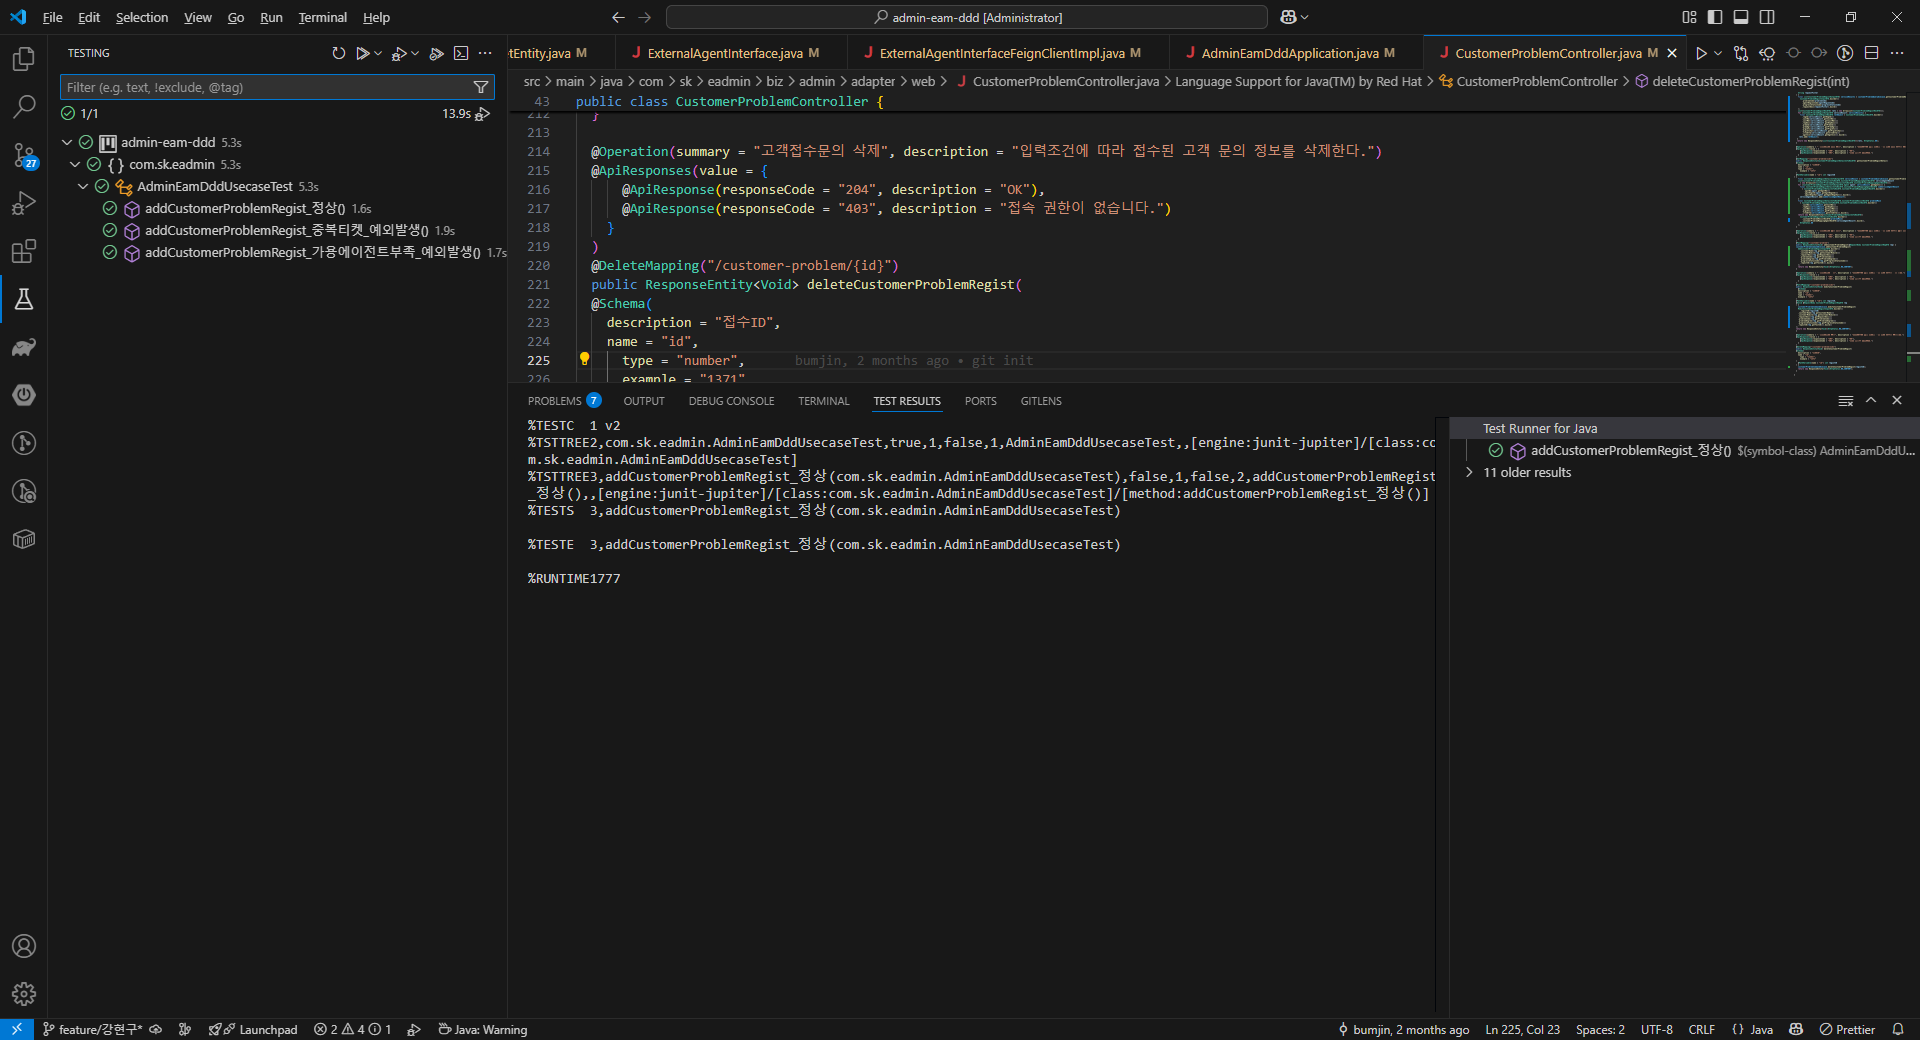 File Edit Selection View Go Run Terminal Help
admin-eam-ddd [Administrator]
TESTING
Filter (e.g. text, !exclude, @tag)
1/1 13.9s
admin-eam-ddd 5.3s
com.sk.eadmin 5.3s
AdminEamDddUsecaseTest 5.3s
addCustomerProblemRegist_정상() 1.6s
addCustomerProblemRegist_중복티켓_예외발생() 1.9s
addCustomerProblemRegist_가용에이전트부족_예외발생() 1.7s
27
tEntity.java M ExternalAgentInterface.java M ExternalAgentInterfaceFeignClientImpl.java M AdminEamDddApplication.java M CustomerProblemController.java M
src > main > java > com > sk > eadmin > biz > admin > adapter > web > CustomerProblemController.java > Language Support for Java(TM) by Red Hat > CustomerProblemController > deleteCustomerProblemRegist(int)
43 public class CustomerProblemController {
212 }
213
214 @Operation(summary = "고객접수문의 삭제", description = "입력조건에 따라 접수된 고객 문의 정보를 삭제한다.")
215 @ApiResponses(value = {
216 @ApiResponse(responseCode = "204", description = "OK"),
217 @ApiResponse(responseCode = "403", description = "접속 권한이 없습니다.")
218 }
219 )
220 @DeleteMapping("/customer-problem/{id}")
221 public ResponseEntity<Void> deleteCustomerProblemRegist(
222 @Schema(
223 description = "접수ID",
224 name = "id",
225 type = "number", bumjin, 2 months ago • git init
226 example = "1371"
PROBLEMS 7 OUTPUT DEBUG CONSOLE TERMINAL TEST RESULTS PORTS GITLENS
%TESTC 1 v2
%TSTTREE2,com.sk.eadmin.AdminEamDddUsecaseTest,true,1,false,1,AdminEamDddUsecaseTest,,[engine:junit-jupiter]/[class:co
m.sk.eadmin.AdminEamDddUsecaseTest]
%TSTTREE3,addCustomerProblemRegist_정상(com.sk.eadmin.AdminEamDddUsecaseTest),false,1,false,2,addCustomerProblemRegist
_정상(),,[engine:junit-jupiter]/[class:com.sk.eadmin.AdminEamDddUsecaseTest]/[method:addCustomerProblemRegist_정상()]
%TESTS 3,addCustomerProblemRegist_정상(com.sk.eadmin.AdminEamDddUsecaseTest)
%TESTE 3,addCustomerProblemRegist_정상(com.sk.eadmin.AdminEamDddUsecaseTest)
%RUNTIME1777
Test Runner for Java
addCustomerProblemRegist_정상() $(symbol-class) AdminEamDddU...
11 older results
feature/강현구* Launchpad 2 4 1 Java: Warning
bumjin, 2 months ago Ln 225, Col 23 Spaces: 2 UTF-8 CRLF {} Java Prettier